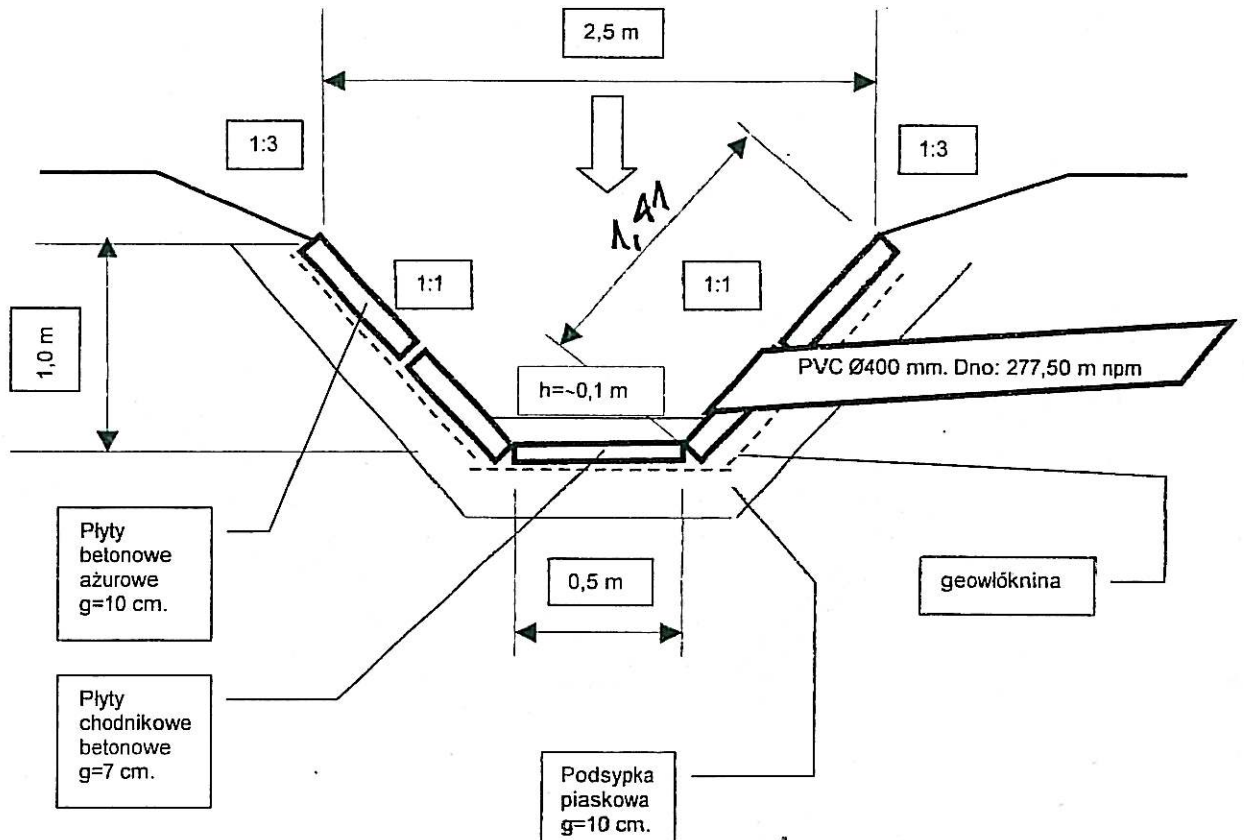 2,5 m
1:3
1:3
1,41
1:1
1:1
1,0 m
h=~0,1 m
PVC Ø400 mm. Dno: 277,50 m npm
Płyty
betonowe
ażurowe
g=10 cm.
0,5 m
geowłóknina
Płyty
chodnikowe
betonowe
g=7 cm.
Podsypka
piaskowa
g=10 cm.